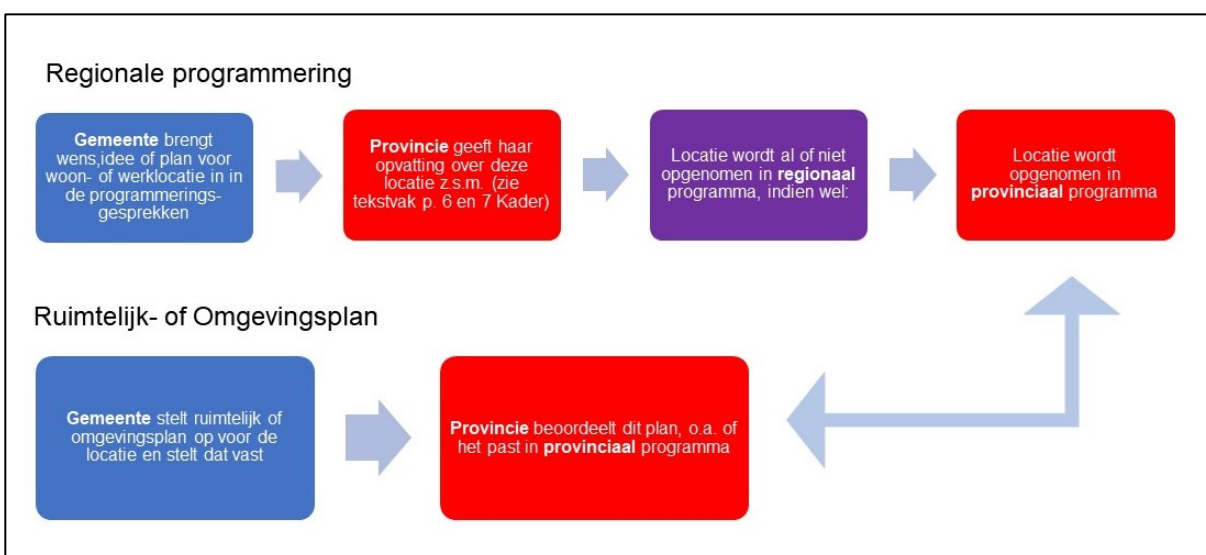 Regionale programmering
Gemeente brengt
wens,idee of plan voor
woon- of werklocatie in in
de programmerings-
gesprekken
Provincie geeft haar
opvatting over deze
locatie z.s.m. (zie
tekstvak p. 6 en 7 Kader)
Locatie wordt al of niet
opgenomen in regionaal
programma, indien wel:
Locatie wordt
opgenomen in
provinciaal programma
Ruimtelijk- of Omgevingsplan
Gemeente stelt ruimtelijk of
omgevingsplan op voor de
locatie en stelt dat vast
Provincie beoordeelt dit plan, o.a. of
het past in provinciaal programma